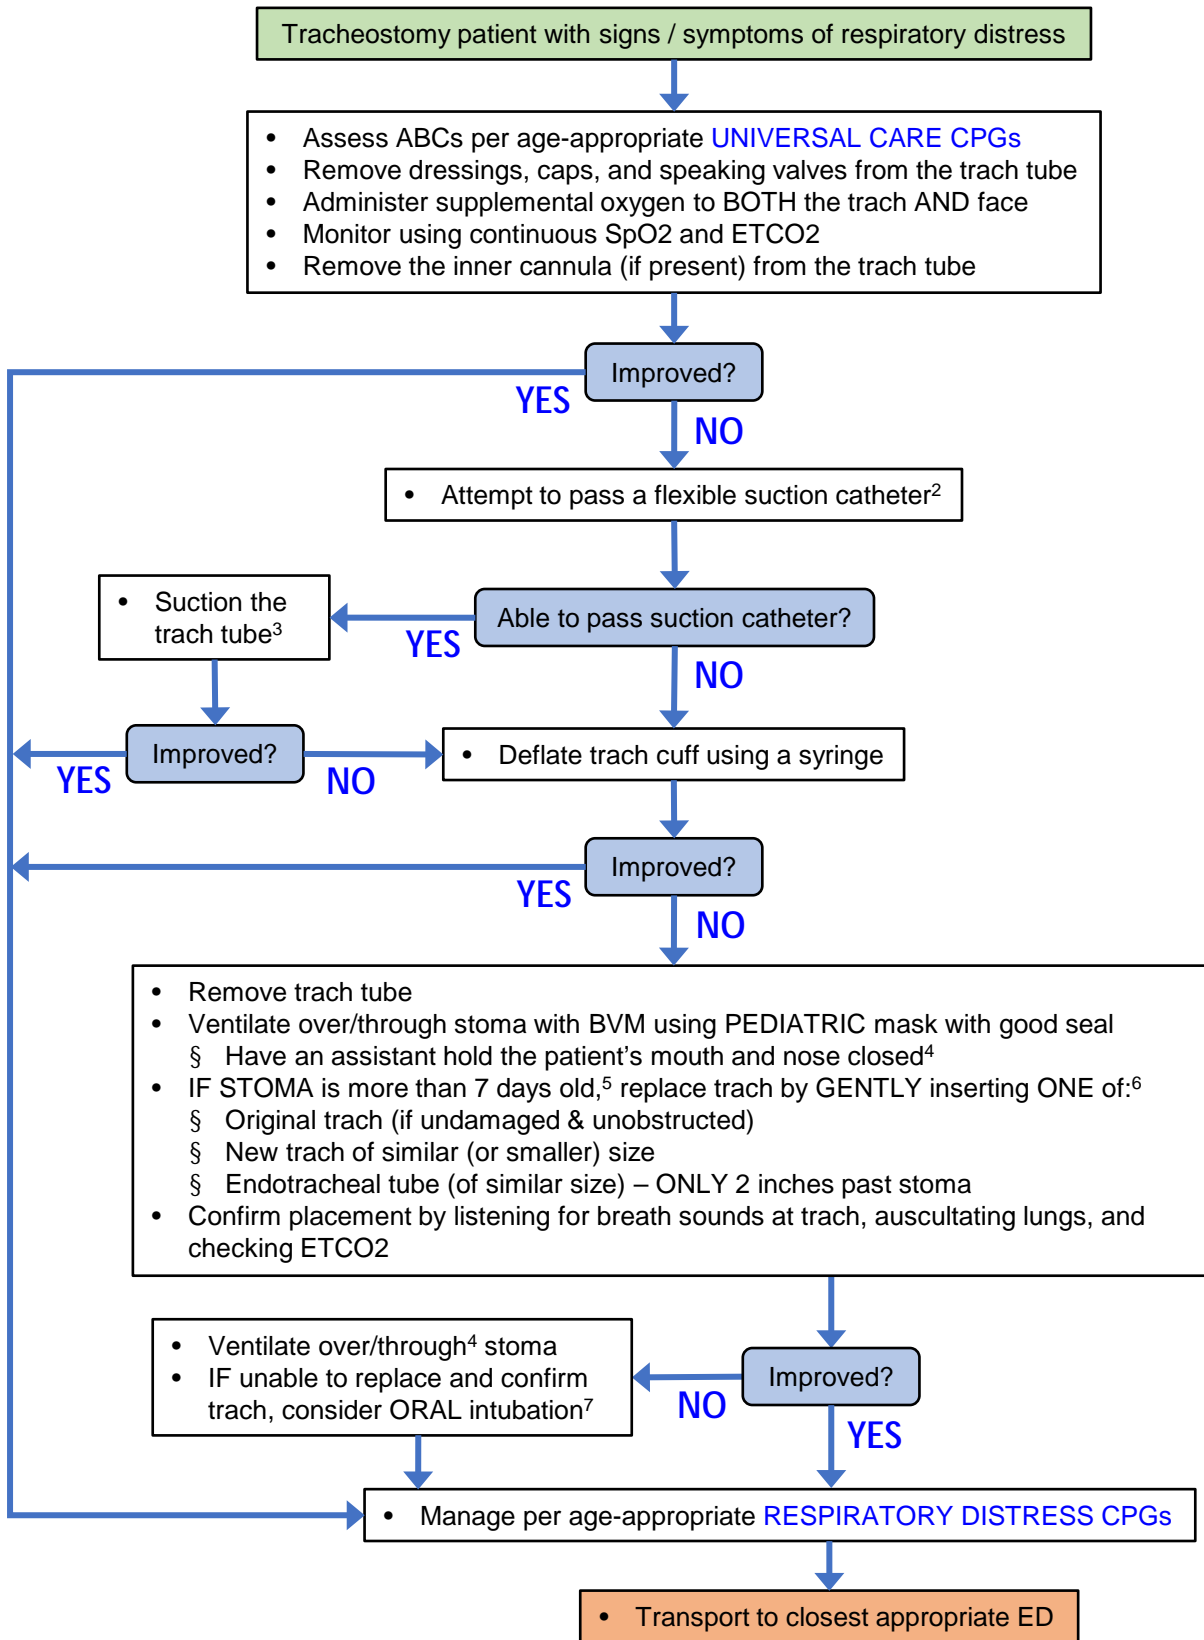 Tracheostomy patient with signs / symptoms of respiratory distress
• Assess ABCs per age-appropriate UNIVERSAL CARE CPGs
• Remove dressings, caps, and speaking valves from the trach tube
• Administer supplemental oxygen to BOTH the trach AND face
• Monitor using continuous SpO2 and ETCO2
• Remove the inner cannula (if present) from the trach tube
Improved?
YES
NO
• Attempt to pass a flexible suction catheter²
• Suction the
trach tube³
Able to pass suction catheter?
YES
NO
Improved?
YES
NO
• Deflate trach cuff using a syringe
Improved?
YES
NO
• Remove trach tube
• Ventilate over/through stoma with BVM using PEDIATRIC mask with good seal
§ Have an assistant hold the patient’s mouth and nose closed⁴
• IF STOMA is more than 7 days old,⁵ replace trach by GENTLY inserting ONE of:⁶
§ Original trach (if undamaged & unobstructed)
§ New trach of similar (or smaller) size
§ Endotracheal tube (of similar size) – ONLY 2 inches past stoma
• Confirm placement by listening for breath sounds at trach, auscultating lungs, and
checking ETCO2
• Ventilate over/through⁴ stoma
• IF unable to replace and confirm
trach, consider ORAL intubation⁷
Improved?
NO
YES
• Manage per age-appropriate RESPIRATORY DISTRESS CPGs
• Transport to closest appropriate ED